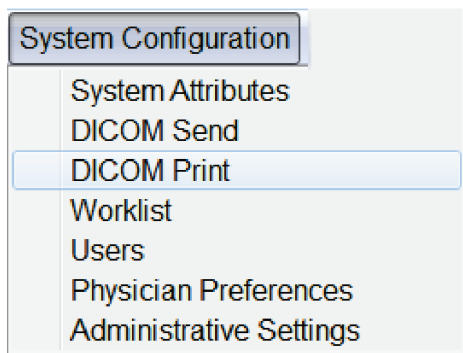 System Configuration
System Attributes
DICOM Send
DICOM Print
Worklist
Users
Physician Preferences
Administrative Settings